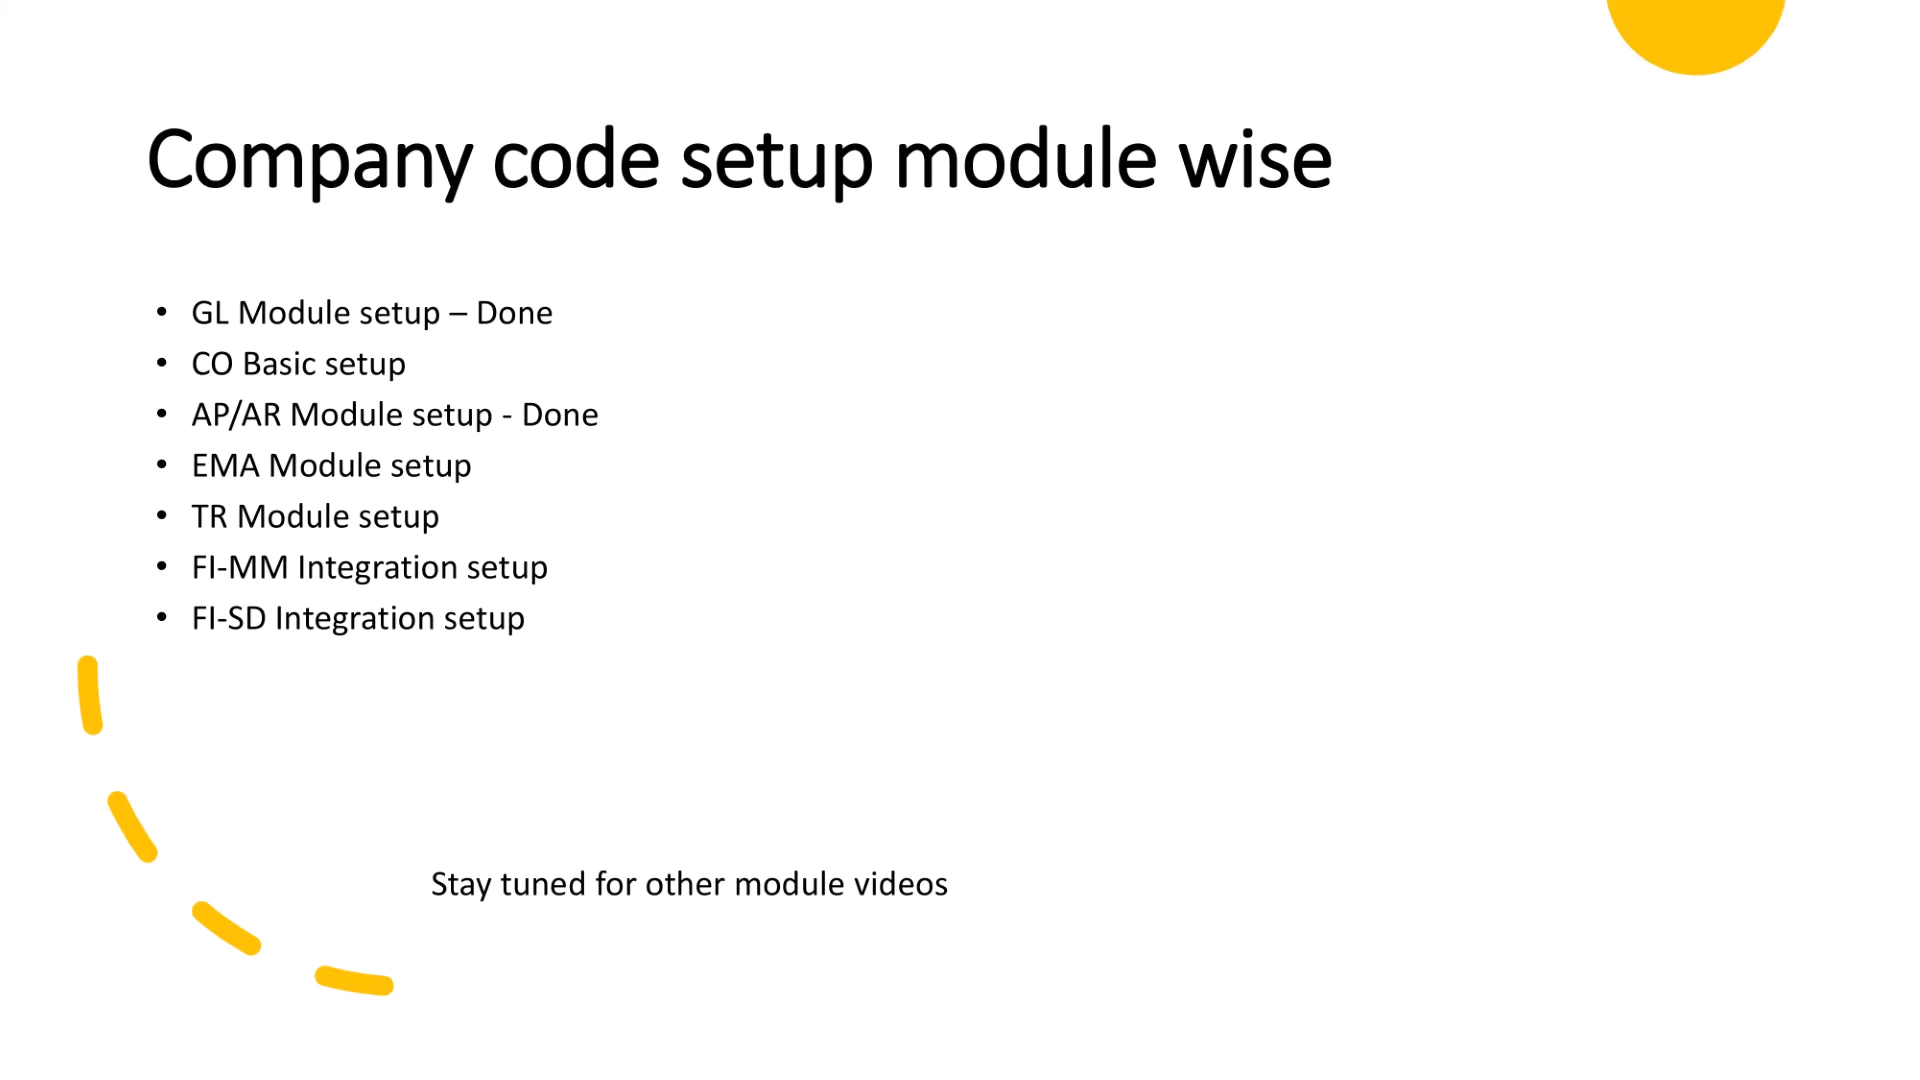 Company code setup module wise
• GL Module setup – Done
• CO Basic setup
• AP/AR Module setup - Done
• EMA Module setup
• TR Module setup
• FI-MM Integration setup
• FI-SD Integration setup
Stay tuned for other module videos